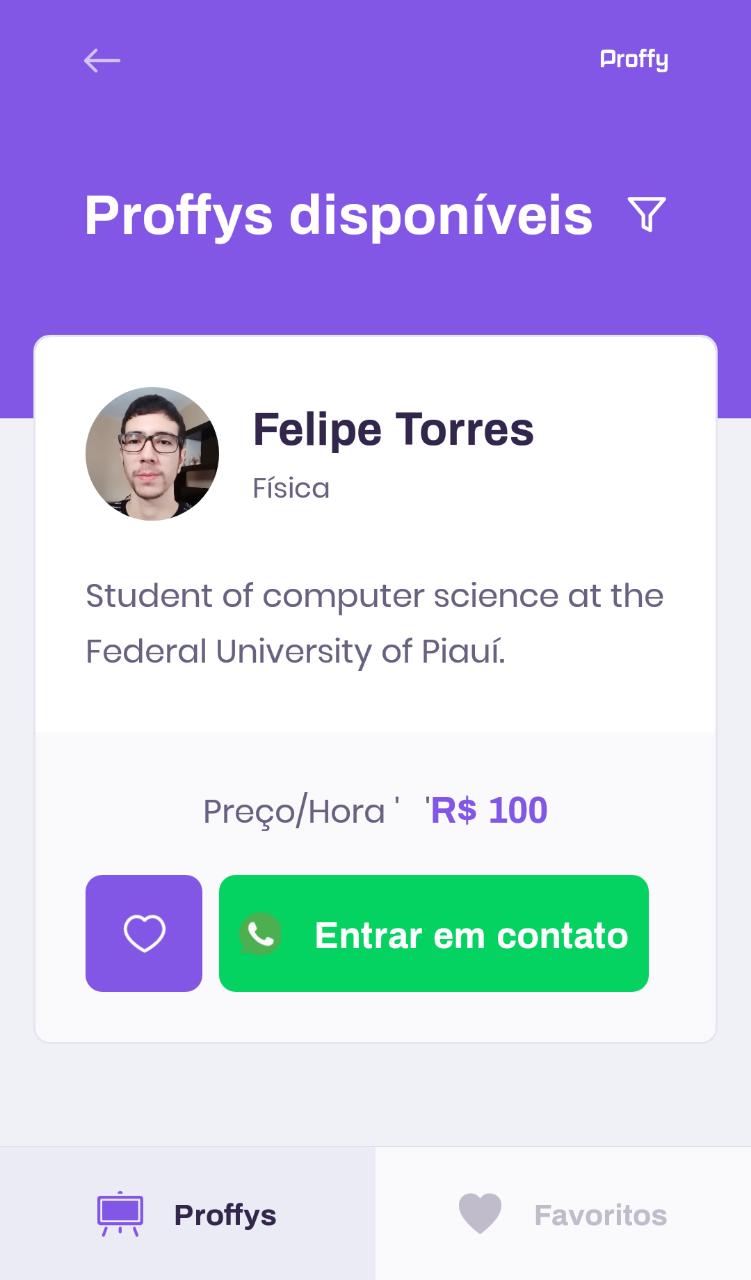 Proffy
Proffys disponíveis
Felipe Torres
Física
Student of computer science at the
Federal University of Piauí.
Preço/Hora ' 'R$ 100
Entrar em contato
Proffys
Favoritos